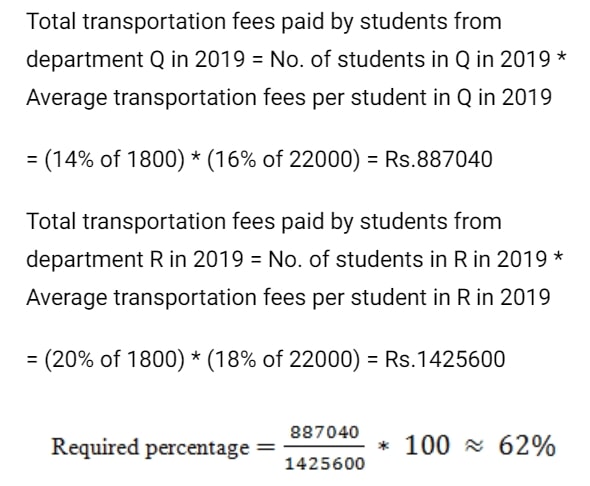 Total transportation fees paid by students from
department Q in 2019 = No. of students in Q in 2019 *
Average transportation fees per student in Q in 2019
= (14% of 1800) * (16% of 22000) = Rs.887040
Total transportation fees paid by students from
department R in 2019 = No. of students in R in 2019 *
Average transportation fees per student in R in 2019
= (20% of 1800) * (18% of 22000) = Rs.1425600
Required percentage = 887040/1425600 * 100 ≈ 62%